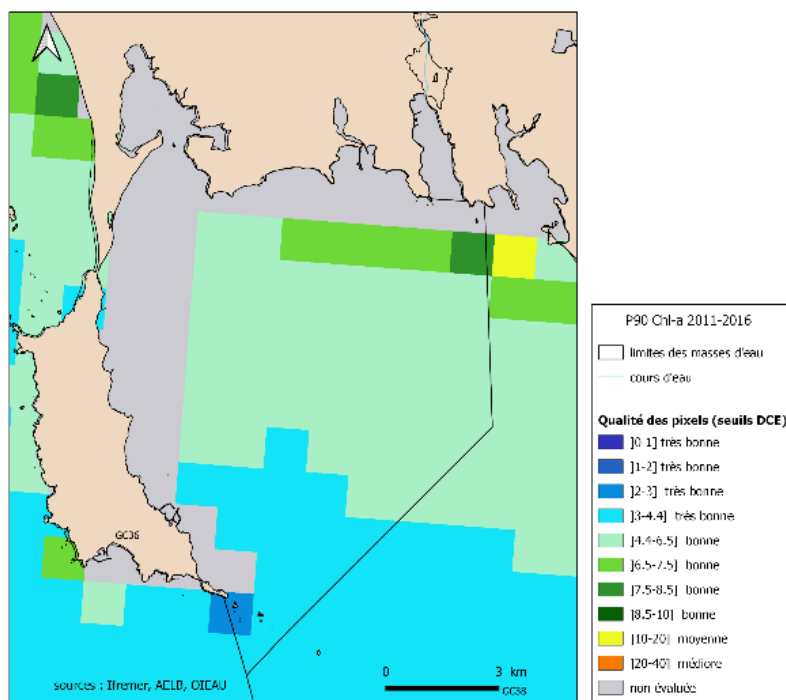 GC36
sources : Ifremer, AELB, OIEAU
0 3 km
GC38
P90 Chl-a 2011-2016
limites des masses d'eau
cours d'eau
Qualité des pixels (seuils DCE)
]0-1] très bonne
]1-2] très bonne
]2-3] très bonne
]3-4.4] très bonne
]4.4-6.5] bonne
]6.5-7.5] bonne
]7.5-8.5] bonne
]8.5-10] bonne
]10-20] moyenne
]20-40] médiore
non évaluée